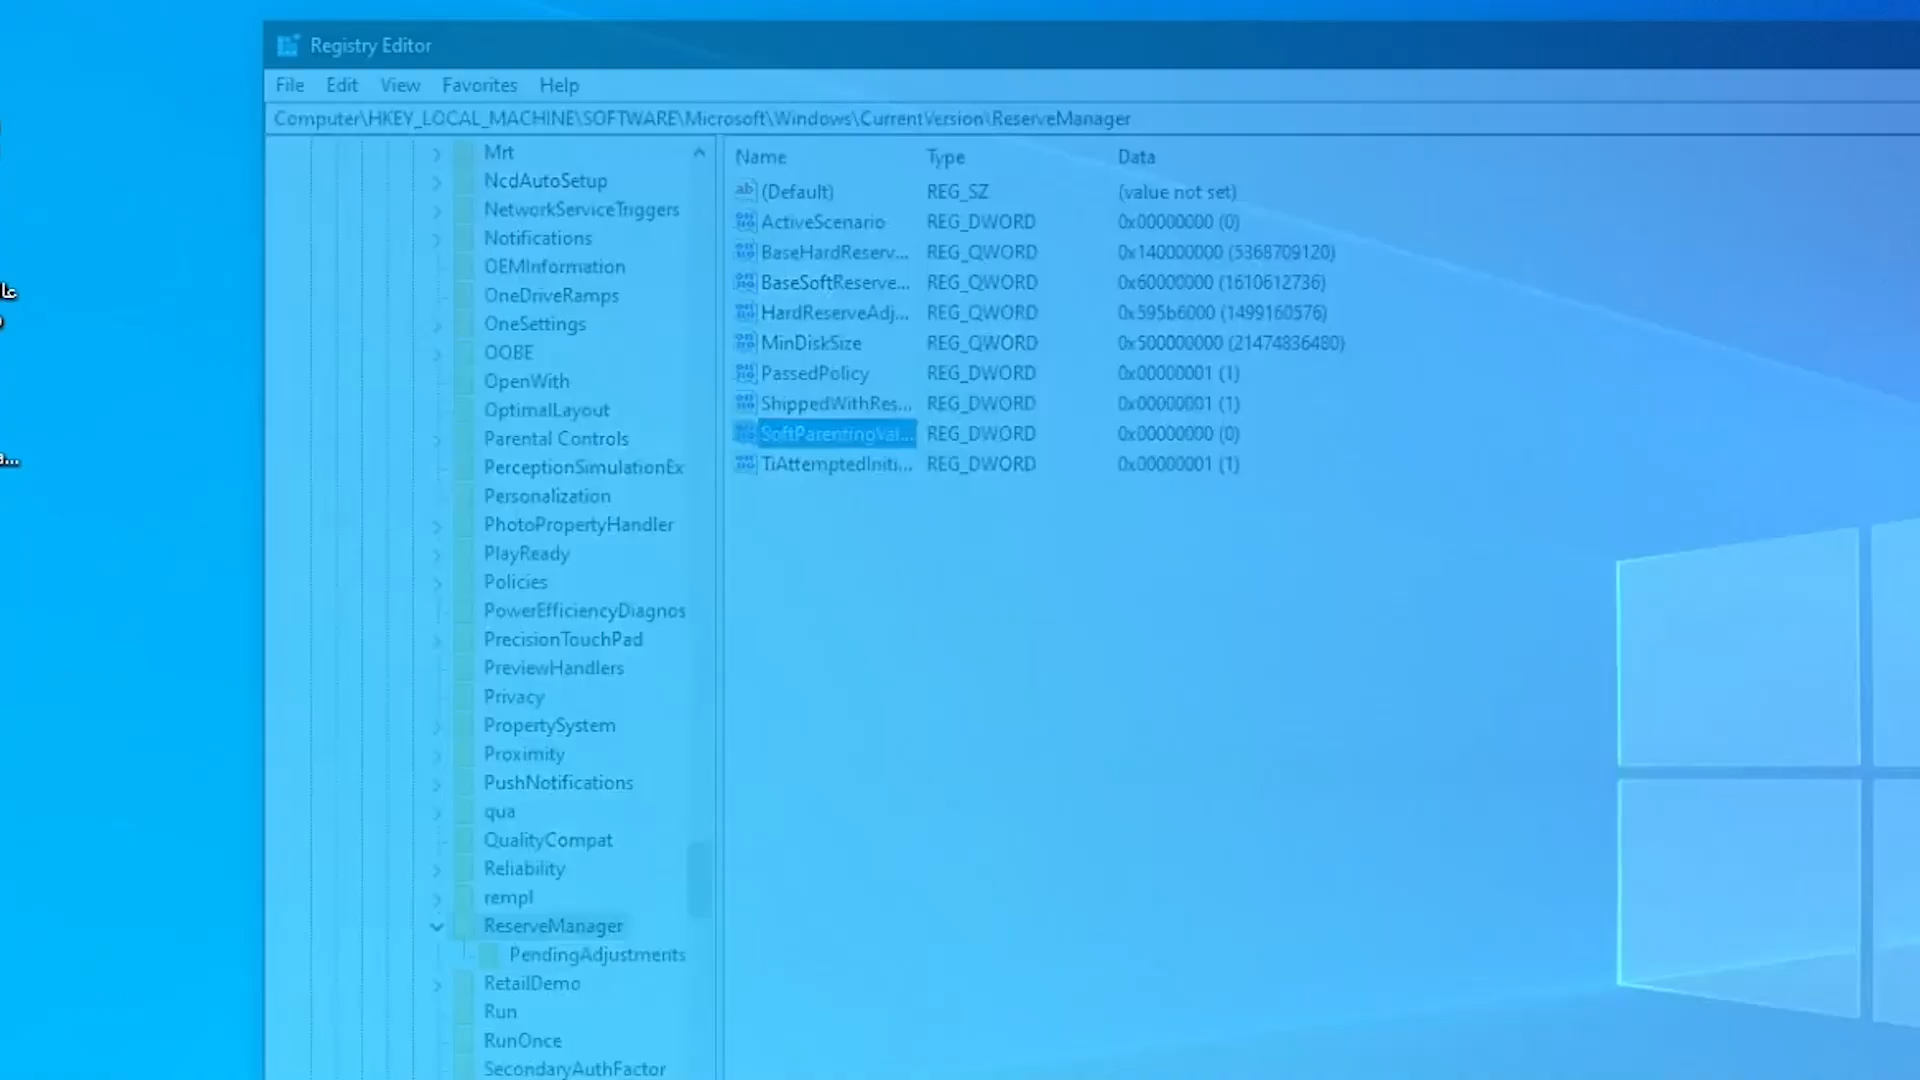 Registry Editor
File Edit View Favorites Help
Computer\HKEY_LOCAL_MACHINE\SOFTWARE\Microsoft\Windows\CurrentVersion\ReserveManager
Mrt
NcdAutoSetup
NetworkServiceTriggers
Notifications
OEMInformation
OneDriveRamps
OneSettings
OOBE
OpenWith
OptimalLayout
Parental Controls
PerceptionSimulationEx
Personalization
PhotoPropertyHandler
PlayReady
Policies
PowerEfficiencyDiagnos
PrecisionTouchPad
PreviewHandlers
Privacy
PropertySystem
Proximity
PushNotifications
qua
QualityCompat
Reliability
rempl
ReserveManager
PendingAdjustments
RetailDemo
Run
RunOnce
SecondaryAuthFactor
Name Type Data
(Default) REG_SZ (value not set)
ActiveScenario REG_DWORD 0x00000000 (0)
BaseHardReserv... REG_QWORD 0x140000000 (5368709120)
BaseSoftReserve... REG_QWORD 0x60000000 (1610612736)
HardReserveAdj... REG_QWORD 0x595b6000 (1499160576)
MinDiskSize REG_QWORD 0x500000000 (21474836480)
PassedPolicy REG_DWORD 0x00000001 (1)
ShippedWithRes... REG_DWORD 0x00000001 (1)
SoftParentingVal... REG_DWORD 0x00000000 (0)
TiAttemptedIniti... REG_DWORD 0x00000001 (1)